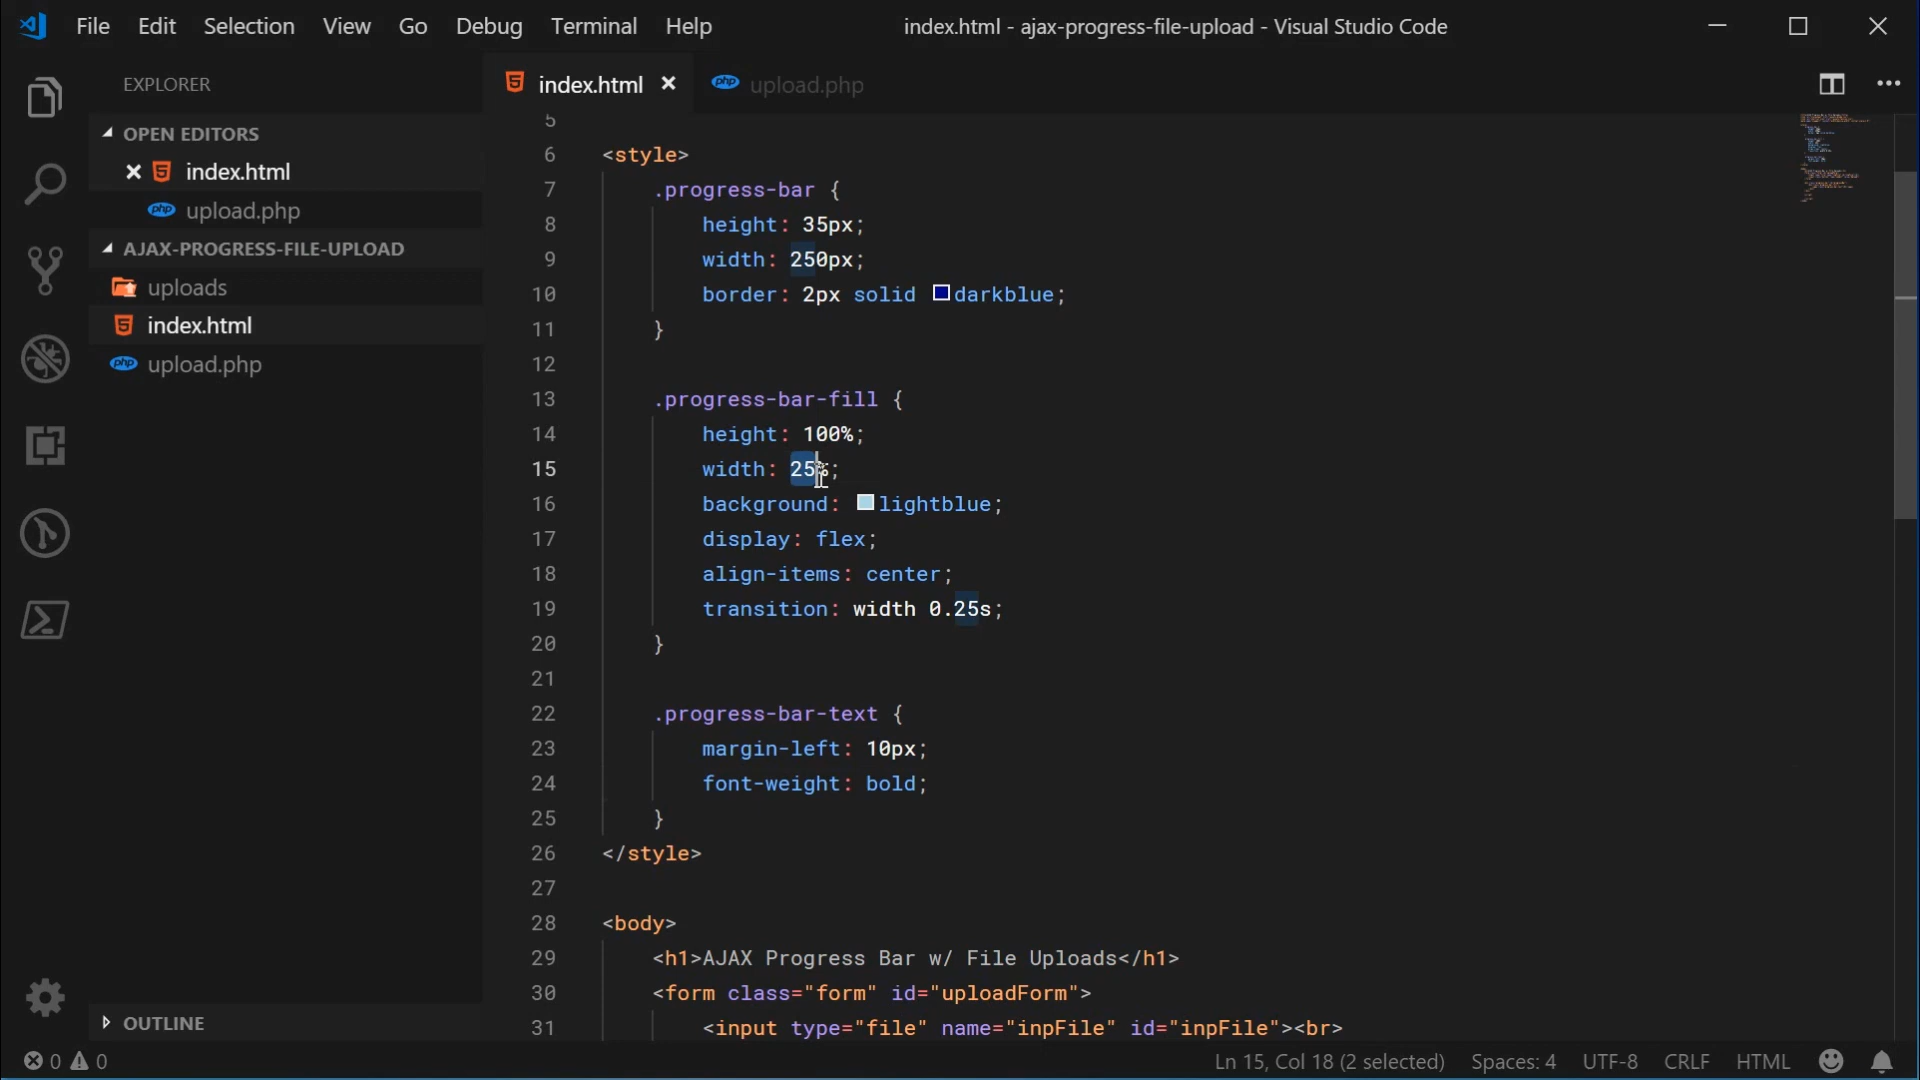 File Edit Selection View Go Debug Terminal Help
index.html - ajax-progress-file-upload - Visual Studio Code
EXPLORER
OPEN EDITORS
index.html
upload.php
AJAX-PROGRESS-FILE-UPLOAD
uploads
index.html
upload.php
OUTLINE
index.html
upload.php
5
6 <style>
7 .progress-bar {
8 height: 35px;
9 width: 250px;
10 border: 2px solid darkblue;
11 }
12
13 .progress-bar-fill {
14 height: 100%;
15 width: 25%;
16 background: lightblue;
17 display: flex;
18 align-items: center;
19 transition: width 0.25s;
20 }
21
22 .progress-bar-text {
23 margin-left: 10px;
24 font-weight: bold;
25 }
26 </style>
27
28 <body>
29 <h1>AJAX Progress Bar w/ File Uploads</h1>
30 <form class="form" id="uploadForm">
31 <input type="file" name="inpFile" id="inpFile"><br>
0 0
Ln 15, Col 18 (2 selected) Spaces: 4 UTF-8 CRLF HTML